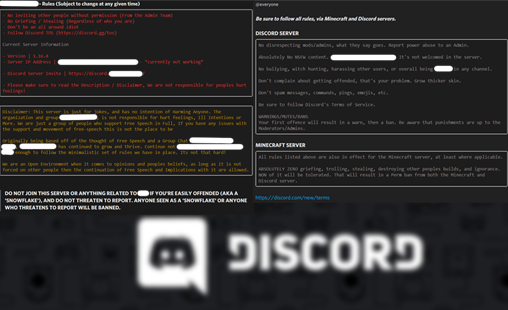 - Rules (Subject to change at any given time)
- No Inviting other people without permission (From the Admin Team)
- No Griefing / Stealing (Regardless of who you are)
- Don't be an all around idiot
- Follow Discord TOS (https://discord.gg/tos)
Current Server Information
- Version | 1.16.4
- Server IP Address | - *currently not working*
- Discord Server Invite | https://Discord.
- Please make sure to read the Description / Disclaimer, we are not responsible for peoples hurt feelings)
Disclaimer: This server is just for jokes, and has no intention of Harming Anyone. The
organization and group is not responsible for hurt feelings, Ill intentions or
More. We are just a group of people who support Free Speech in Full, if you have any issues with
the support and movement of free-speech this is not the place to be
Originally being based off of the thought of Free Speech and a Group that
has continued to grow and thrive, Continue no
enough to follow the minimalistic set of rules we have in place, its not that hard!
We are an Open Environment when it comes to opinions and peoples beliefs, as long as it is not
forced on other people then the continuation of Free Speech and Implications with it are allowed.
DO NOT JOIN THIS SERVER OR ANYTHING RELATED TO IF YOU'RE EASILY OFFENDED (AKA A
"SNOWFLAKE"), AND DO NOT THREATEN TO REPORT. ANYONE SEEN AS A "SNOWFLAKE" OR ANYONE
WHO THREATENS TO REPORT WILL BE BANNED.
@everyone
Be sure to follow all rules, via Minecraft and Discord servers.
DISCORD SERVER
No disrespecting mods/admins, what they say goes. Report power abuse to an Admin.
Absolutely No NSFW content. It's not welcomed in the server.
No bullying, witch hunting, harassing other users, or overall being in any channel.
Don't complain about getting offended, that's your problem. Grow thicker skin.
Don't spam messages, commands, pings, emojis, etc.
Be sure to follow Discord's Terms of Service.
WARNINGS/MUTES/BANS
Your first offence will result in a warn, then a ban. Be aware that punishments are up to the
Moderators/Admins.
MINECRAFT SERVER
All rules listed above are also in effect for the Minecraft server, at least where applicable.
ABSOLUTELY ZERO griefing, trolling, stealing, destroying other peoples builds, and ignorance.
NON of it will be tolerated. That will result in a Perm ban from both the Minecraft and
Discord server.
https://discord.com/new/terms
DISCORD